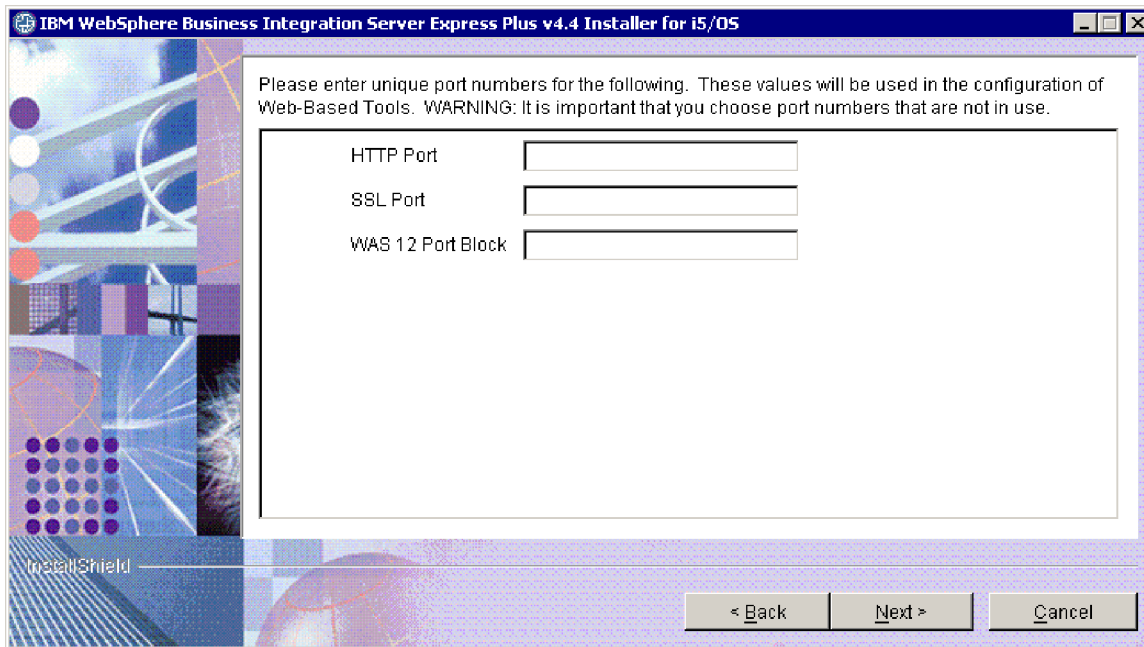 IBM WebSphere Business Integration Server Express Plus v4.4 Installer for i5/OS
Please enter unique port numbers for the following. These values will be used in the configuration of
Web-Based Tools. WARNING: It is important that you choose port numbers that are not in use.
HTTP Port
SSL Port
WAS 12 Port Block
InstallShield
< Back
Next >
Cancel